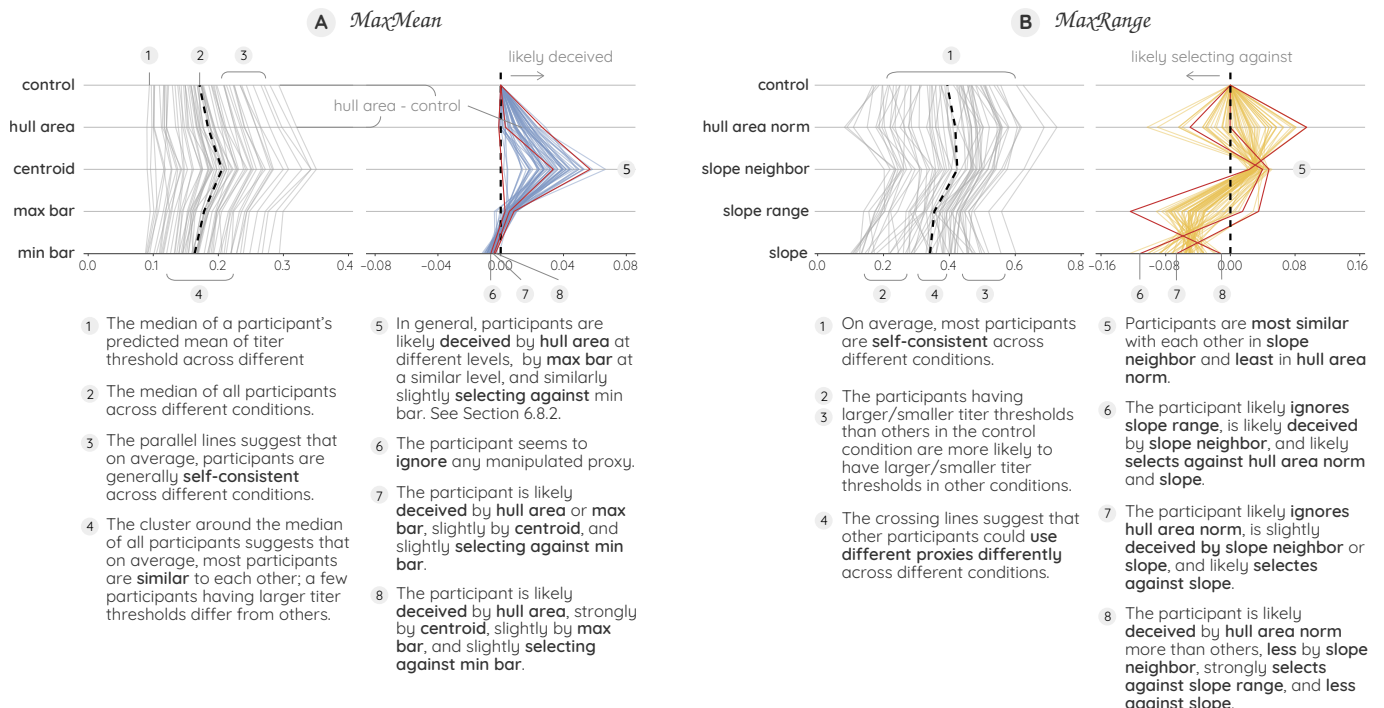 A MaxMean
1 2 3 likely deceived
control
hull area - control
hull area
centroid
5
max bar
min bar
0.0 0.1 0.2 0.3 0.4 −0.08 −0.04 0.00 0.04 0.08
4 6 7 8
1 The median of a participant's
predicted mean of titer
threshold across different
2 The median of all participants
across different conditions.
3 The parallel lines suggest that
on average, participants are
generally self-consistent
across different conditions.
4 The cluster around the median
of all participants suggests that
on average, most participants
are similar to each other; a few
participants having larger titer
thresholds differ from others.
5 In general, participants are
likely deceived by hull area at
different levels, by max bar at
a similar level, and similarly
slightly selecting against min
bar. See Section 6.8.2.
6 The participant seems to
ignore any manipulated proxy.
7 The participant is likely
deceived by hull area or max
bar, slightly by centroid, and
slightly selecting against min
bar.
8 The participant is likely
deceived by hull area, strongly
by centroid, slightly by max
bar, and slightly selecting
against min bar.
B MaxRange
1 likely selecting against
control
hull area norm
slope neighbor
5
slope range
slope
0.0 0.2 0.4 0.6 0.8 −0.16 −0.08 0.00 0.08 0.16
2 4 3 6 7 8
1 On average, most participants
are self-consistent across
different conditions.
2 The participants having
3 larger/smaller titer thresholds
than others in the control
condition are more likely to
have larger/smaller titer
thresholds in other conditions.
4 The crossing lines suggest that
other participants could use
different proxies differently
across different conditions.
5 Participants are most similar
with each other in slope
neighbor and least in hull area
norm.
6 The participant likely ignores
slope range, is likely deceived
by slope neighbor, and likely
selects against hull area norm
and slope.
7 The participant likely ignores
hull area norm, is slightly
deceived by slope neighbor or
slope, and likely selectes
against slope.
8 The participant is likely
deceived by hull area norm
more than others, less by slope
neighbor, strongly selects
against slope range, and less
against slope.